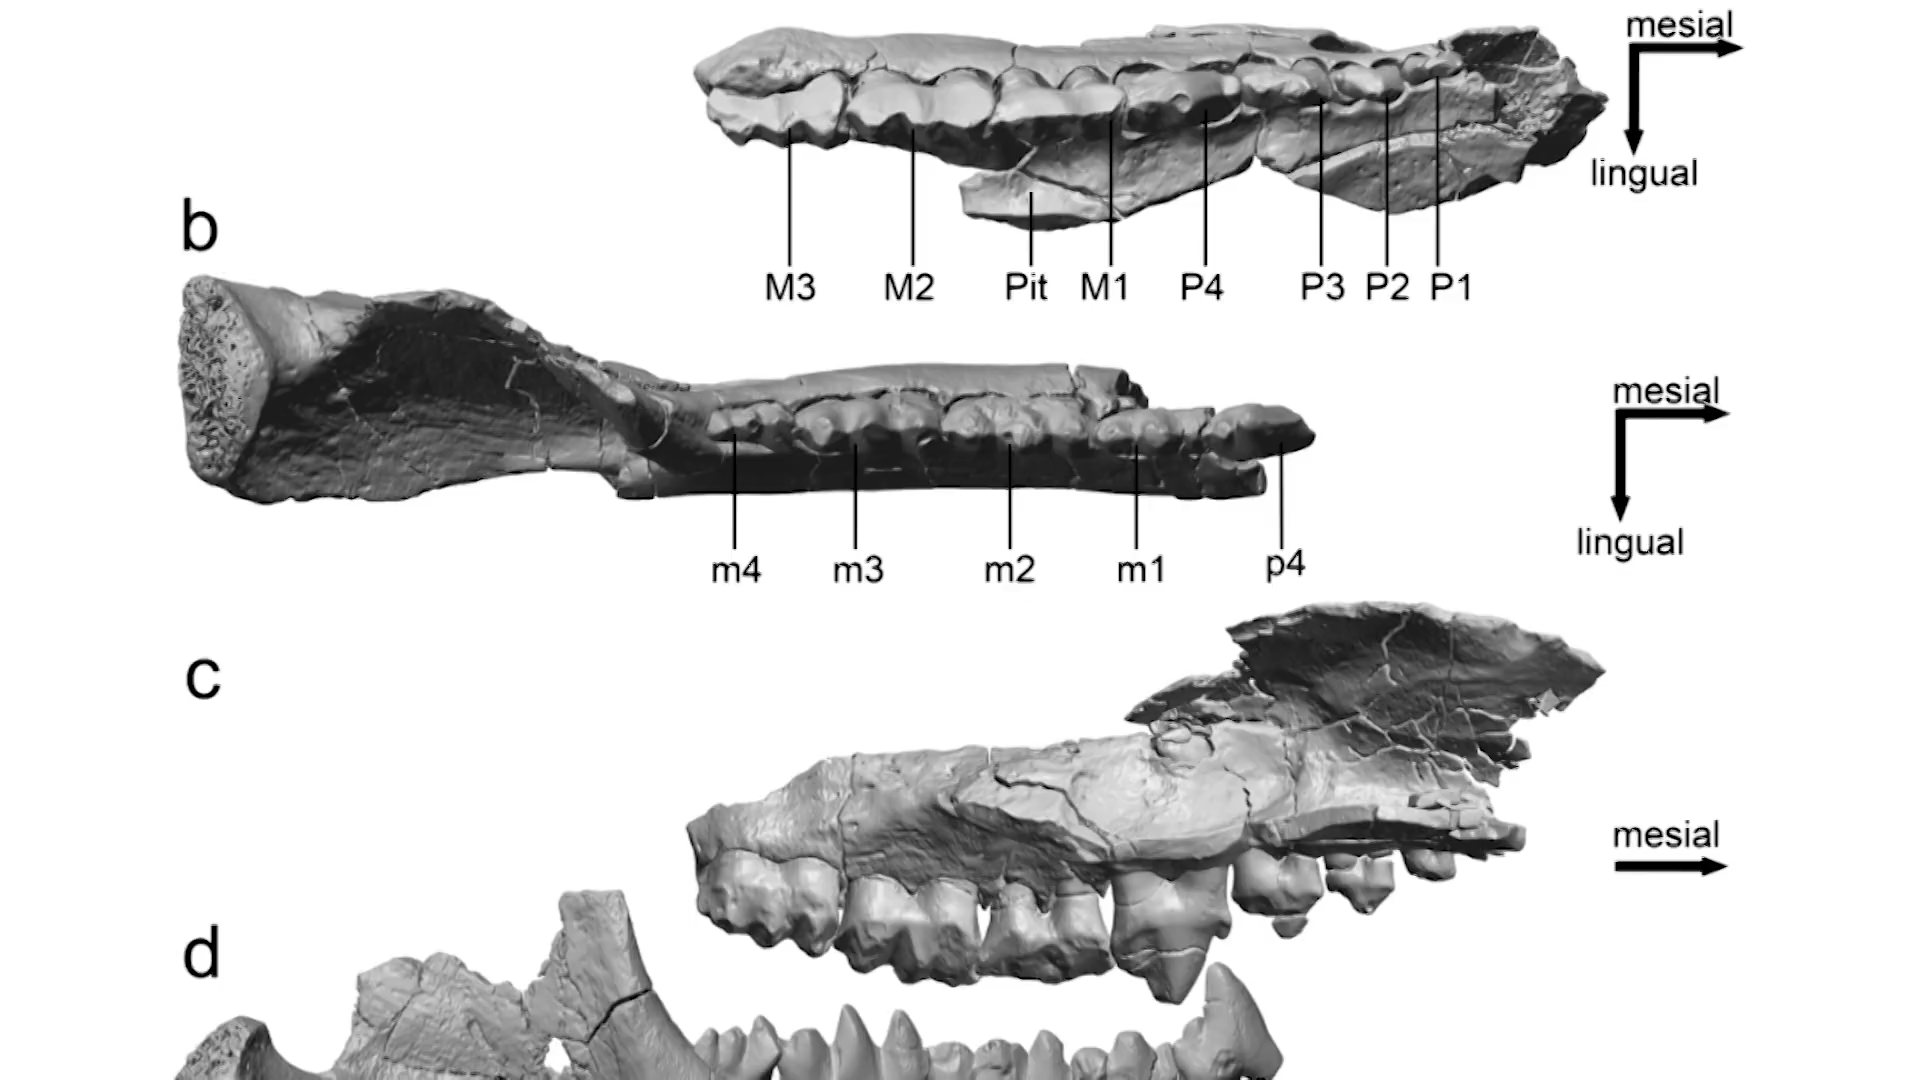 mesial
lingual
b
M3 M2 Pit M1 P4 P3 P2 P1
mesial
lingual
m4 m3 m2 m1 p4
c
mesial
d